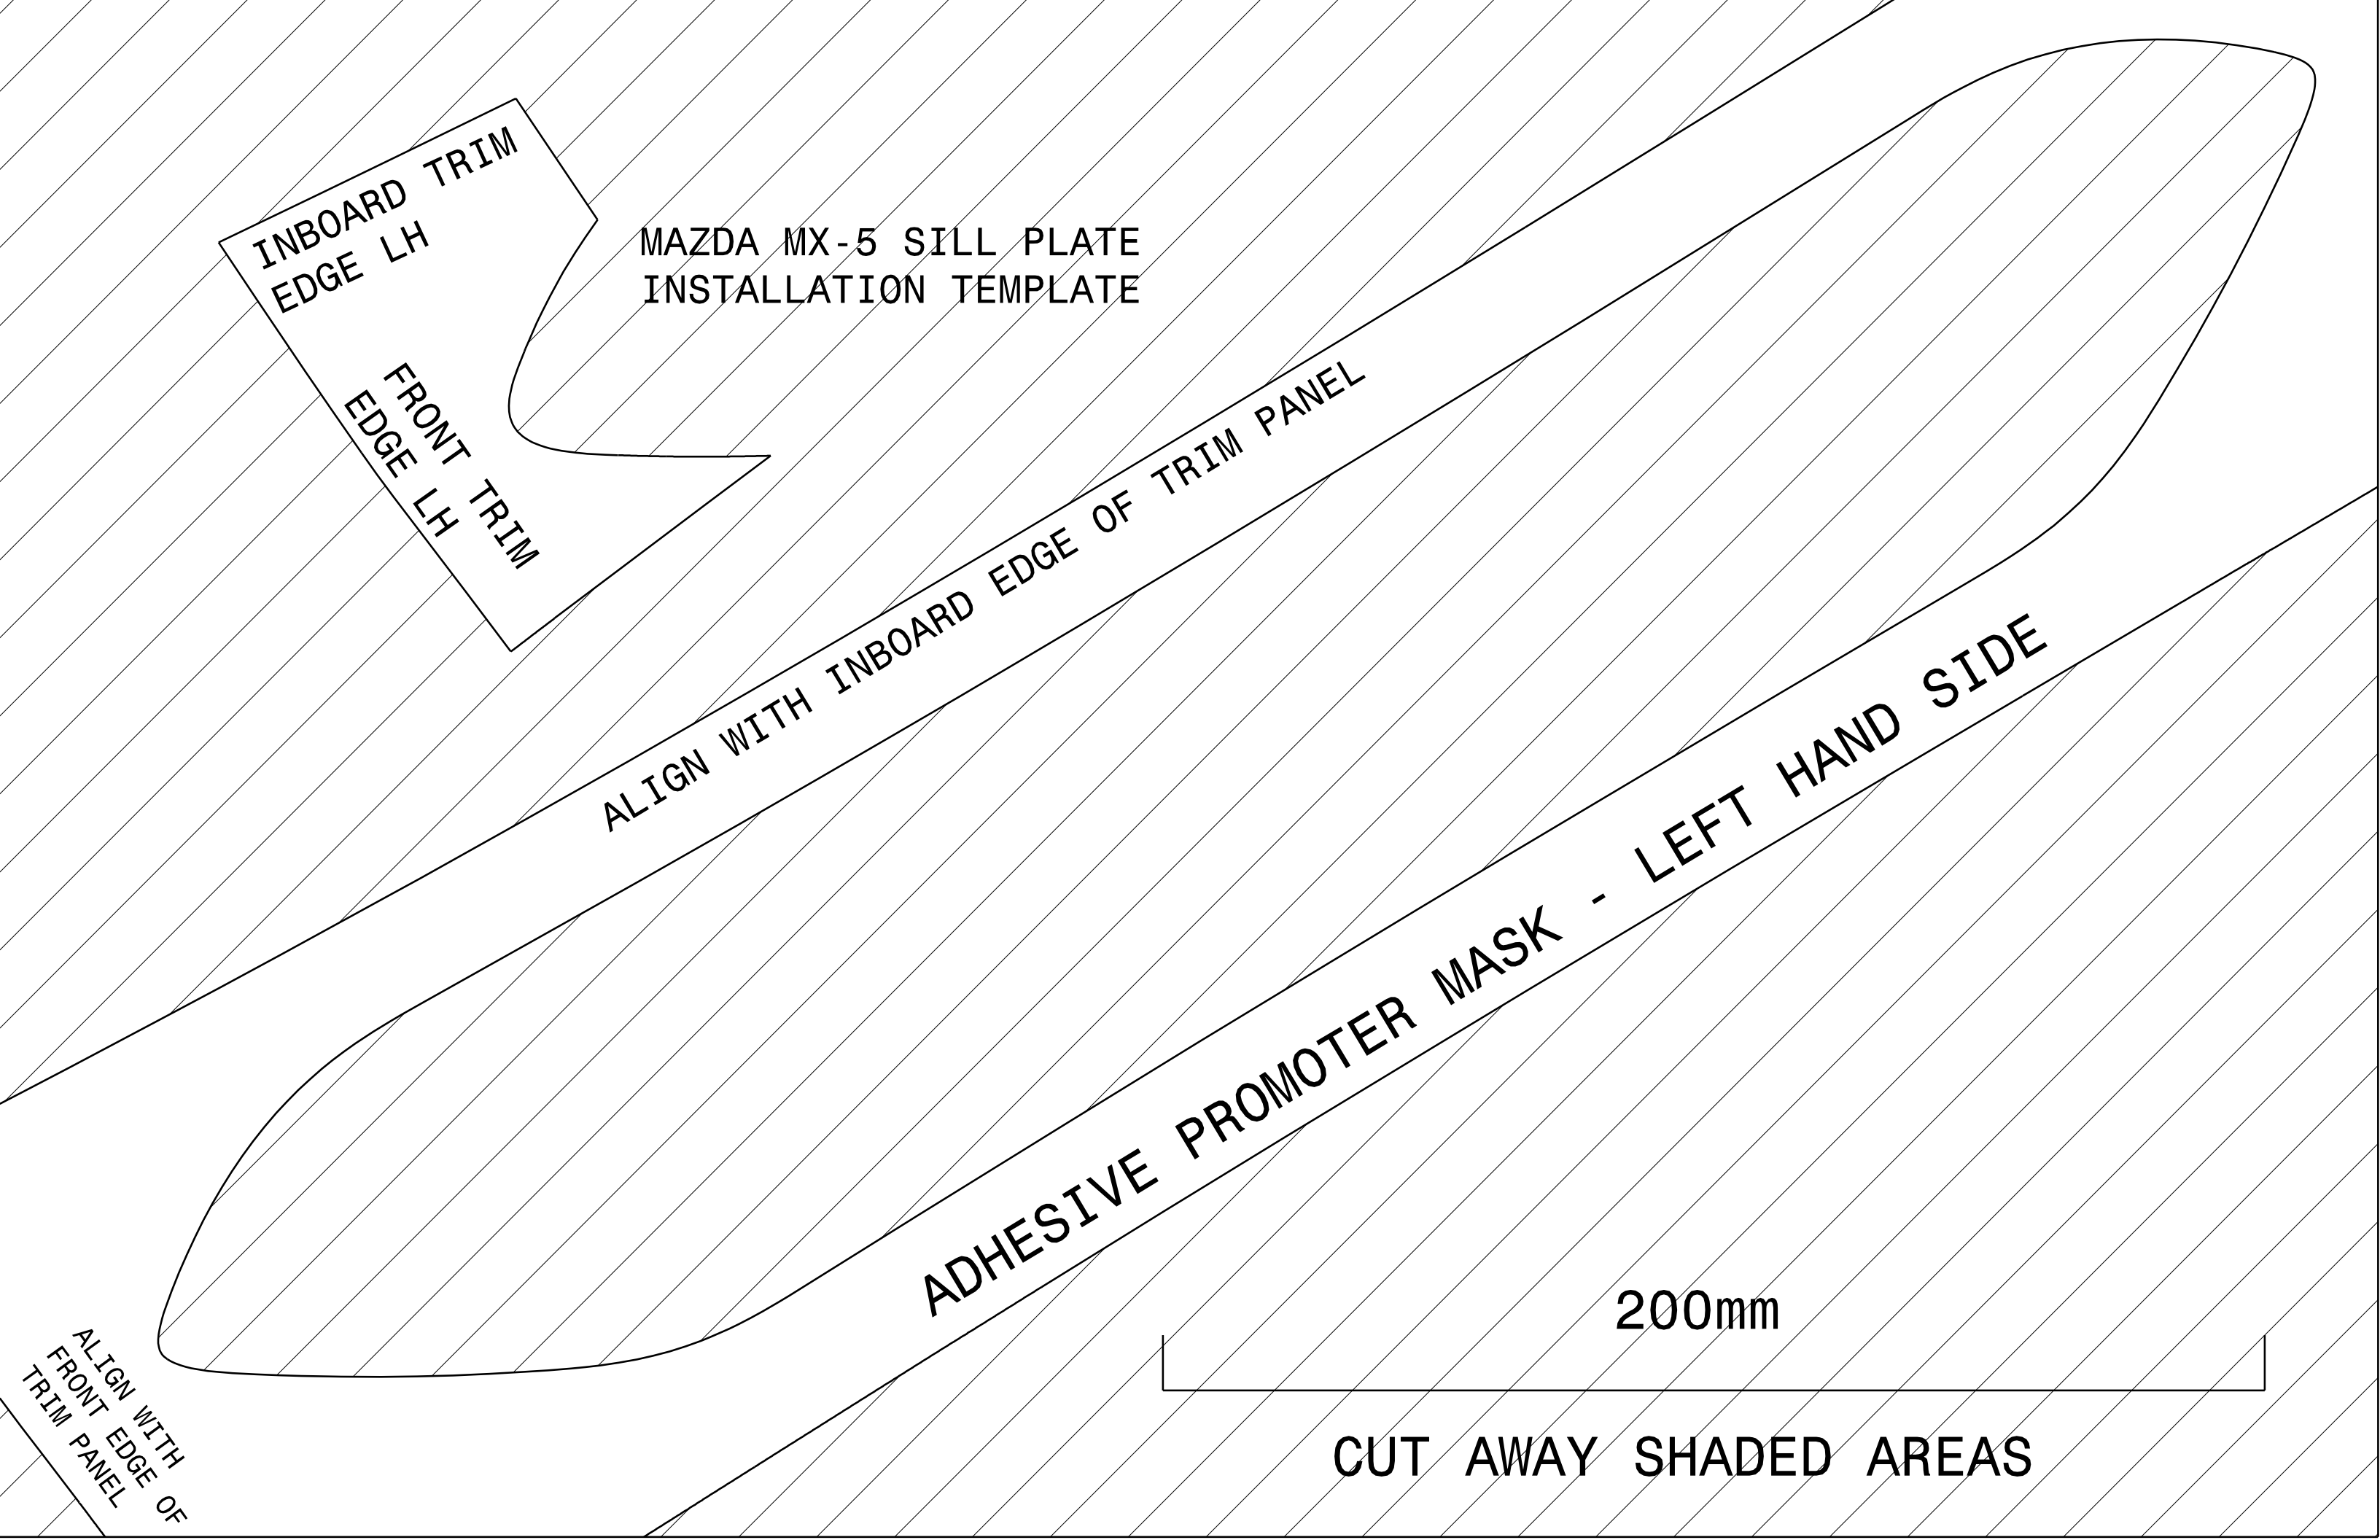 INBOARD TRIM
EDGE LH
FRONT TRIM
EDGE LH
MAZDA MX-5 SILL PLATE
INSTALLATION TEMPLATE
ALIGN WITH INBOARD EDGE OF TRIM PANEL
ADHESIVE PROMOTER MASK - LEFT HAND SIDE
ALIGN WITH
FRONT EDGE OF
TRIM PANEL
200mm
CUT AWAY SHADED AREAS